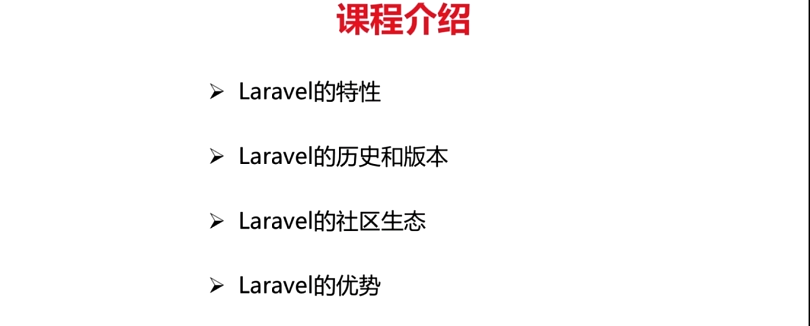 课程介绍
➢ Laravel的特性
➢ Laravel的历史和版本
➢ Laravel的社区生态
➢ Laravel的优势